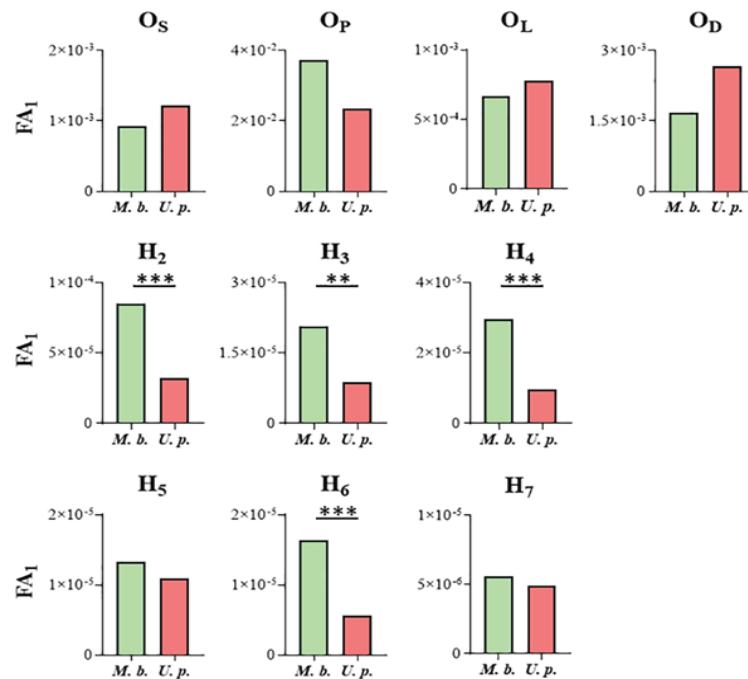 O_S O_P O_L O_D
FA₁
2×10⁻³
1×10⁻³
0
M. b. U. p.
4×10⁻²
2×10⁻²
0
M. b. U. p.
1×10⁻³
5×10⁻⁴
0
M. b. U. p.
3×10⁻³
1.5×10⁻³
0
M. b. U. p.
H₂ H₃ H₄
FA₁
1×10⁻⁴
5×10⁻⁵
0
***
M. b. U. p.
3×10⁻⁵
1.5×10⁻⁵
0
**
M. b. U. p.
4×10⁻⁵
2×10⁻⁵
0
***
M. b. U. p.
H₅ H₆ H₇
FA₁
2×10⁻⁵
1×10⁻⁵
0
M. b. U. p.
2×10⁻⁵
1×10⁻⁵
0
***
M. b. U. p.
1×10⁻⁵
5×10⁻⁶
0
M. b. U. p.